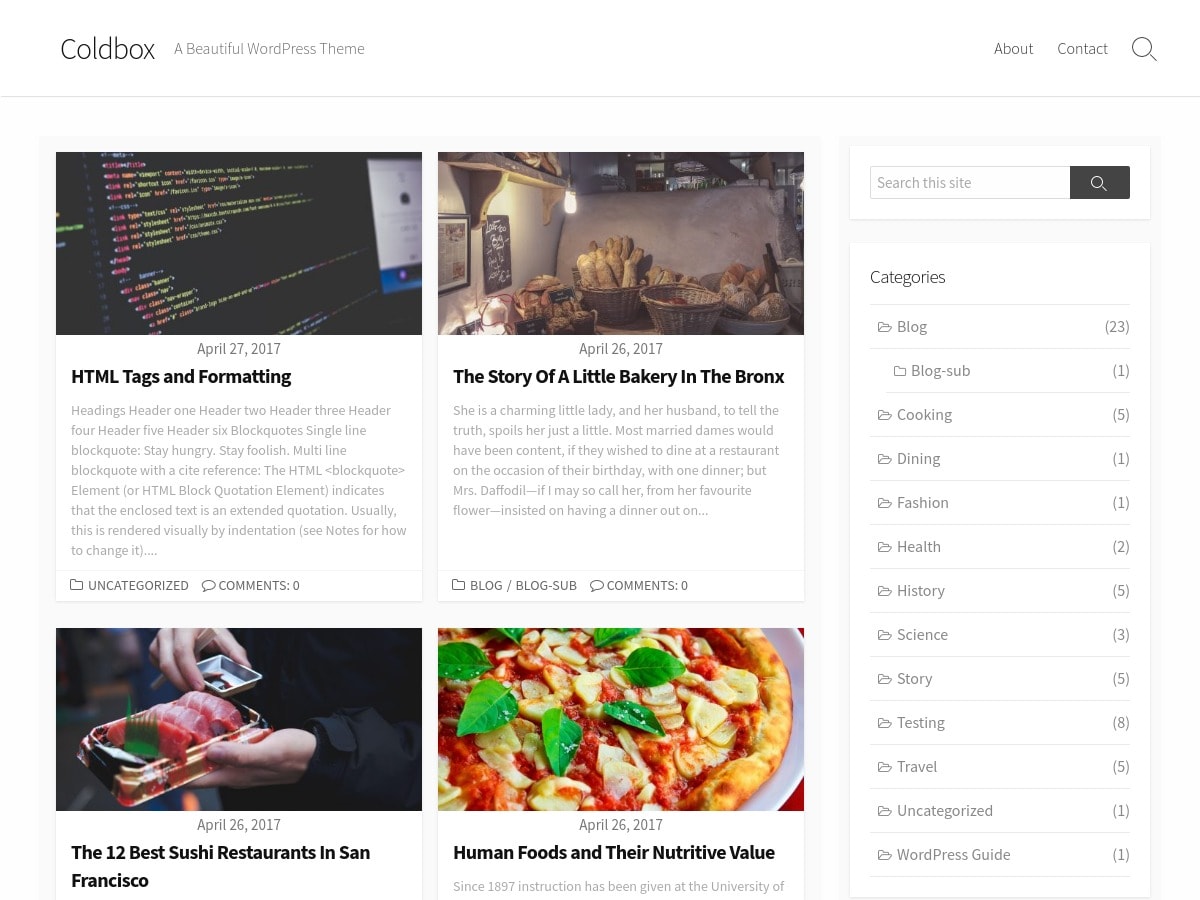 Coldbox
A Beautiful WordPress Theme
About
Contact
April 27, 2017
HTML Tags and Formatting
Headings Header one Header two Header three Header
four Header five Header six Blockquotes Single line
blockquote: Stay hungry. Stay foolish. Multi line
blockquote with a cite reference: The HTML <blockquote>
Element (or HTML Block Quotation Element) indicates
that the enclosed text is an extended quotation. Usually,
this is rendered visually by indentation (see Notes for how
to change it)....
UNCATEGORIZED
COMMENTS: 0
April 26, 2017
The Story Of A Little Bakery In The Bronx
She is a charming little lady, and her husband, to tell the
truth, spoils her just a little. Most married dames would
have been content, if they wished to dine at a restaurant
on the occasion of their birthday, with one dinner; but
Mrs. Daffodil—if I may so call her, from her favourite
flower—insisted on having a dinner out on...
BLOG / BLOG-SUB
COMMENTS: 0
April 26, 2017
The 12 Best Sushi Restaurants In San
Francisco
April 26, 2017
Human Foods and Their Nutritive Value
Since 1897 instruction has been given at the University of
Search this site
Categories
Blog (23)
Blog-sub (1)
Cooking (5)
Dining (1)
Fashion (1)
Health (2)
History (5)
Science (3)
Story (5)
Testing (8)
Travel (5)
Uncategorized (1)
WordPress Guide (1)